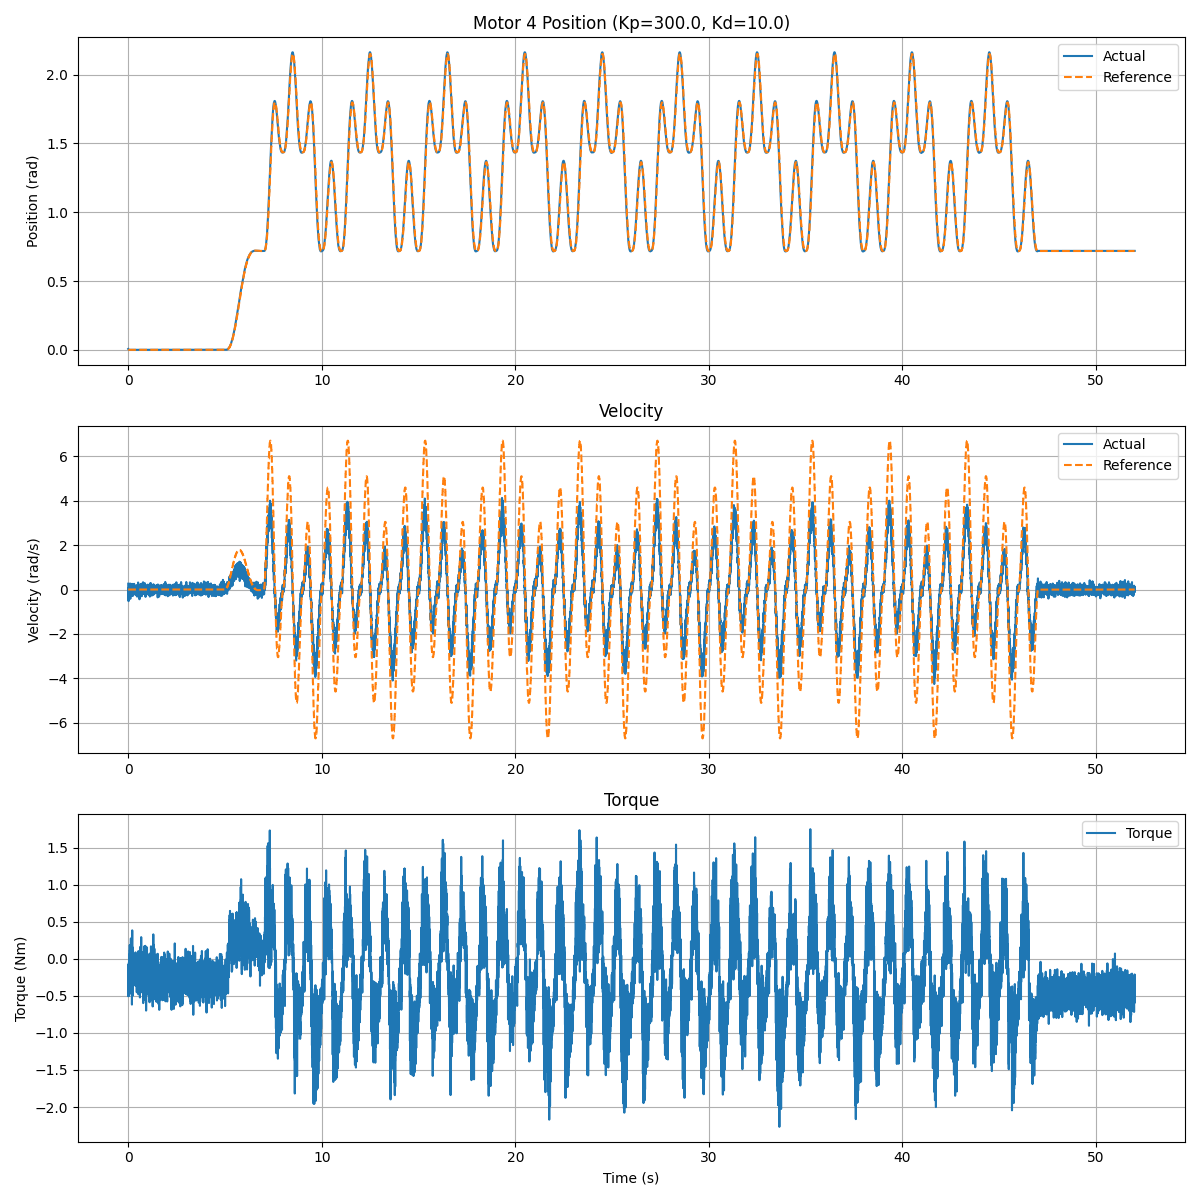 Motor 4 Position (Kp=300.0, Kd=10.0)
Position (rad)
2.0
1.5
1.0
0.5
0.0
Actual
Reference
0 10 20 30 40 50
Velocity
Velocity (rad/s)
6
4
2
0
−2
−4
−6
Actual
Reference
0 10 20 30 40 50
Torque
Torque (Nm)
1.5
1.0
0.5
0.0
−0.5
−1.0
−1.5
−2.0
Torque
0 10 20 30 40 50
Time (s)